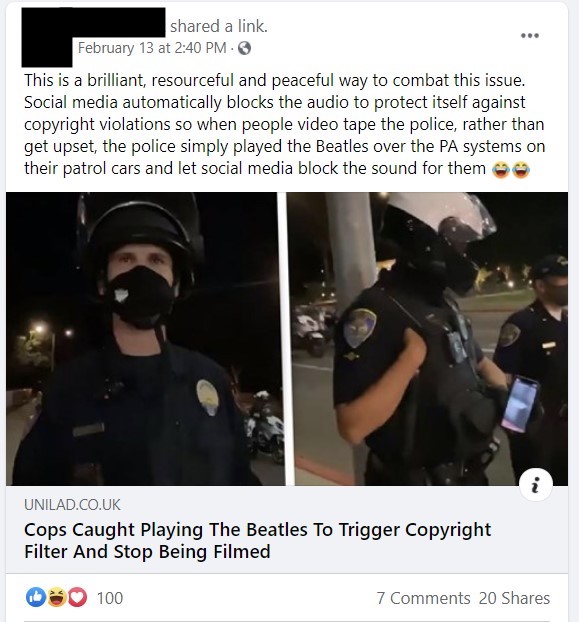 shared a link.
February 13 at 2:40 PM ·
This is a brilliant, resourceful and peaceful way to combat this issue.
Social media automatically blocks the audio to protect itself against
copyright violations so when people video tape the police, rather than
get upset, the police simply played the Beatles over the PA systems on
their patrol cars and let social media block the sound for them 😂😂
i
UNILAD.CO.UK
Cops Caught Playing The Beatles To Trigger Copyright
Filter And Stop Being Filmed
100
7 Comments 20 Shares